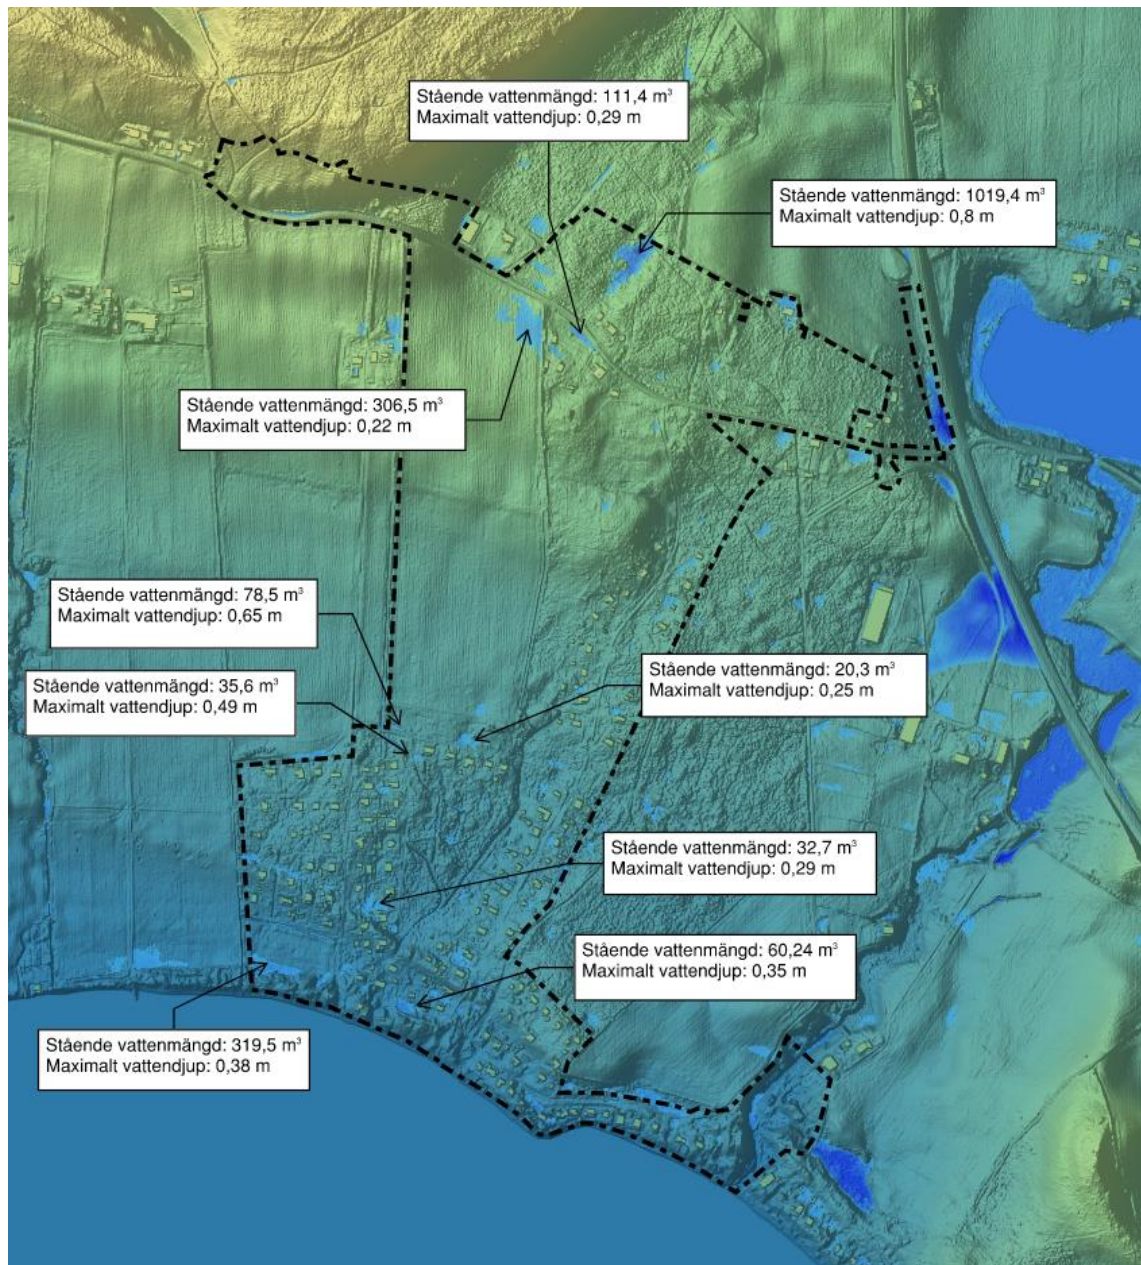 Stående vattenmängd: 111,4 m³
Maximalt vattendjup: 0,29 m
Stående vattenmängd: 1019,4 m³
Maximalt vattendjup: 0,8 m
Stående vattenmängd: 306,5 m³
Maximalt vattendjup: 0,22 m
Stående vattenmängd: 78,5 m³
Maximalt vattendjup: 0,65 m
Stående vattenmängd: 35,6 m³
Maximalt vattendjup: 0,49 m
Stående vattenmängd: 20,3 m³
Maximalt vattendjup: 0,25 m
Stående vattenmängd: 32,7 m³
Maximalt vattendjup: 0,29 m
Stående vattenmängd: 60,24 m³
Maximalt vattendjup: 0,35 m
Stående vattenmängd: 319,5 m³
Maximalt vattendjup: 0,38 m